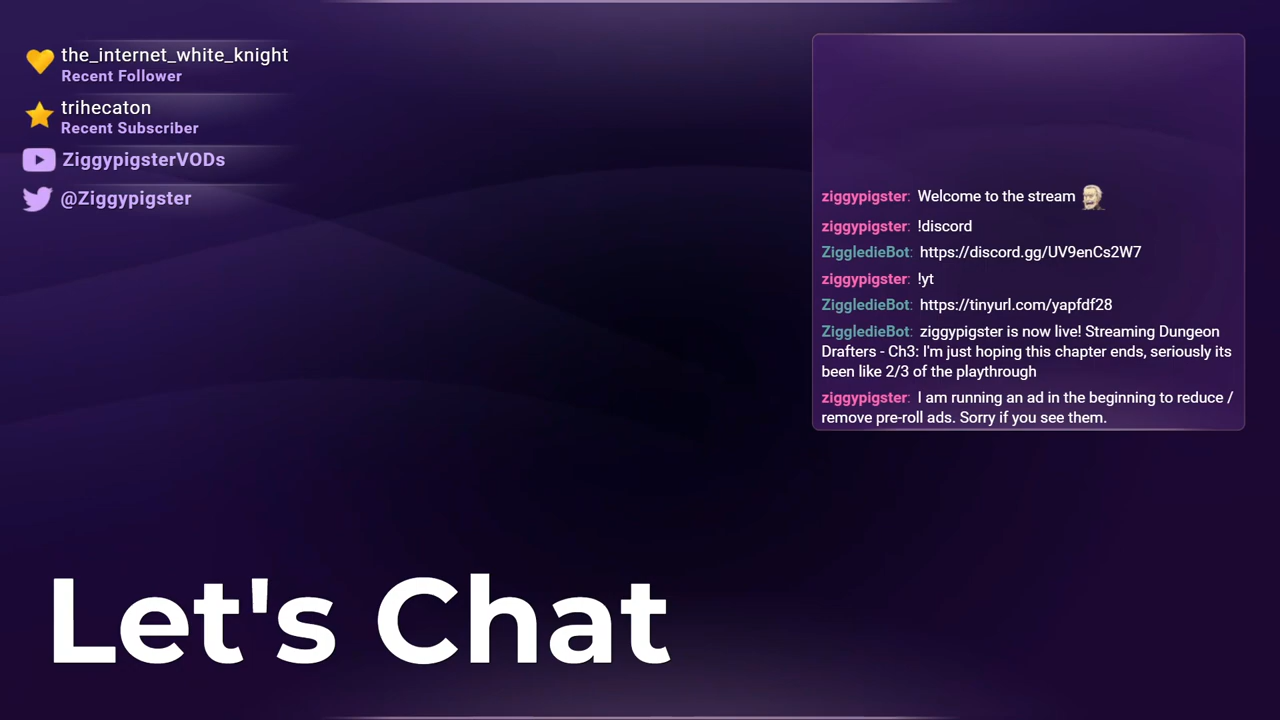 the_internet_white_knight
Recent Follower
trihecaton
Recent Subscriber
ZiggypigsterVODs
@Ziggypigster
ziggypigster: Welcome to the stream
ziggypigster: !discord
ZiggledieBot: https://discord.gg/UV9enCs2W7
ziggypigster: !yt
ZiggledieBot: https://tinyurl.com/yapfdf28
ZiggledieBot: ziggypigster is now live! Streaming Dungeon
Drafters - Ch3: I'm just hoping this chapter ends, seriously its
been like 2/3 of the playthrough
ziggypigster: I am running an ad in the beginning to reduce /
remove pre-roll ads. Sorry if you see them.
Let's Chat